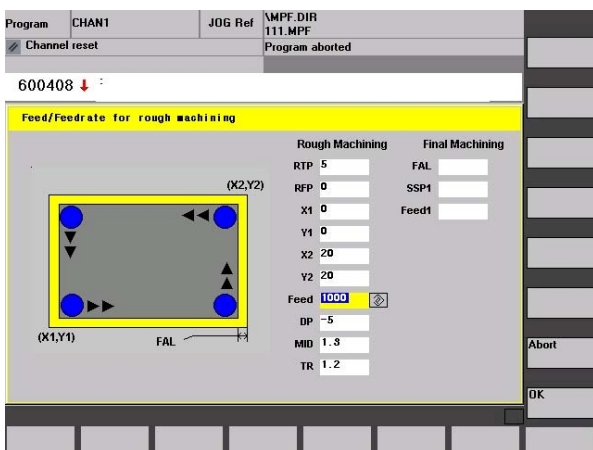 Program CHAN1 JOG Ref \MPF.DIR
111.MPF
Channel reset Program aborted
600408 ↓ :
Feed/Feedrate for rough machining
Rough Machining Final Machining
RTP 5 FAL
(X2,Y2) RFP 0 SSP1
X1 0 Feed1
Y1 0
X2 20
Y2 20
Feed 1000
DP -5
(X1,Y1) FAL MID 1.3 Abort
TR 1.2
OK